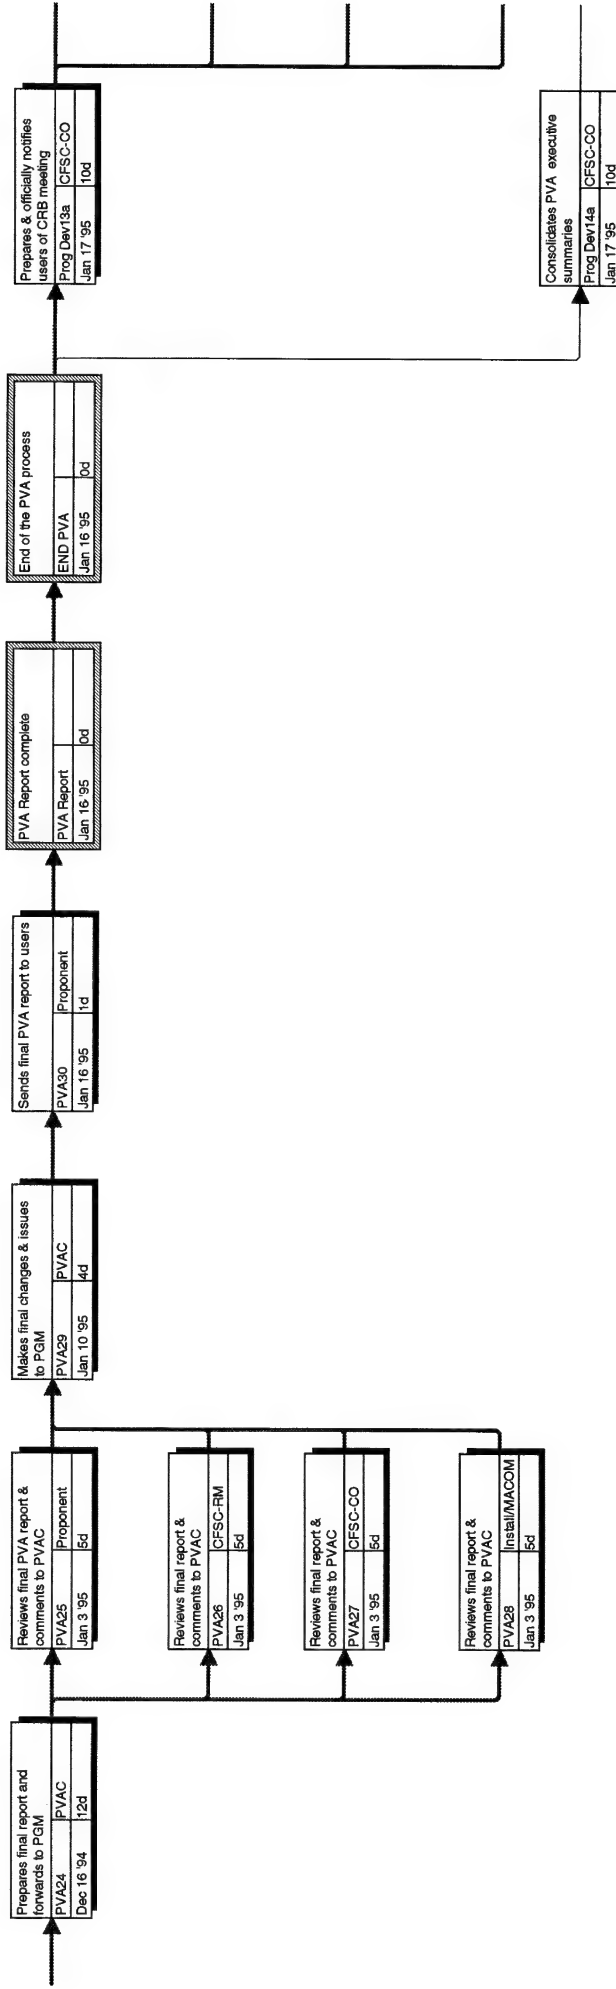 Prepares final report and
forwards to PGM
PVA24 PVAC
Dec 16 '94 12d
Reviews final PVA report &
comments to PVAC
PVA25 Proponent
Jan 3 '95 5d
Reviews final report &
comments to PVAC
PVA26 CFSC-RM
Jan 3 '95 5d
Reviews final report &
comments to PVAC
PVA27 CFSC-CO
Jan 3 '95 5d
Reviews final report &
comments to PVAC
PVA28 Install/MACOM
Jan 3 '95 5d
Makes final changes & issues
to PGM
PVA29 PVAC
Jan 10 '95 4d
Sends final PVA report to users
PVA30 Proponent
Jan 16 '95 1d
PVA Report complete
PVA Report
Jan 16 '95 0d
End of the PVA process
END PVA
Jan 16 '95 0d
Prepares & officially notifies
users of CRB meeting
Prog Dev13a CFSC-CO
Jan 17 '95 10d
Consolidates PVA executive
summaries
Prog Dev14a CFSC-CO
Jan 17 '95 10d